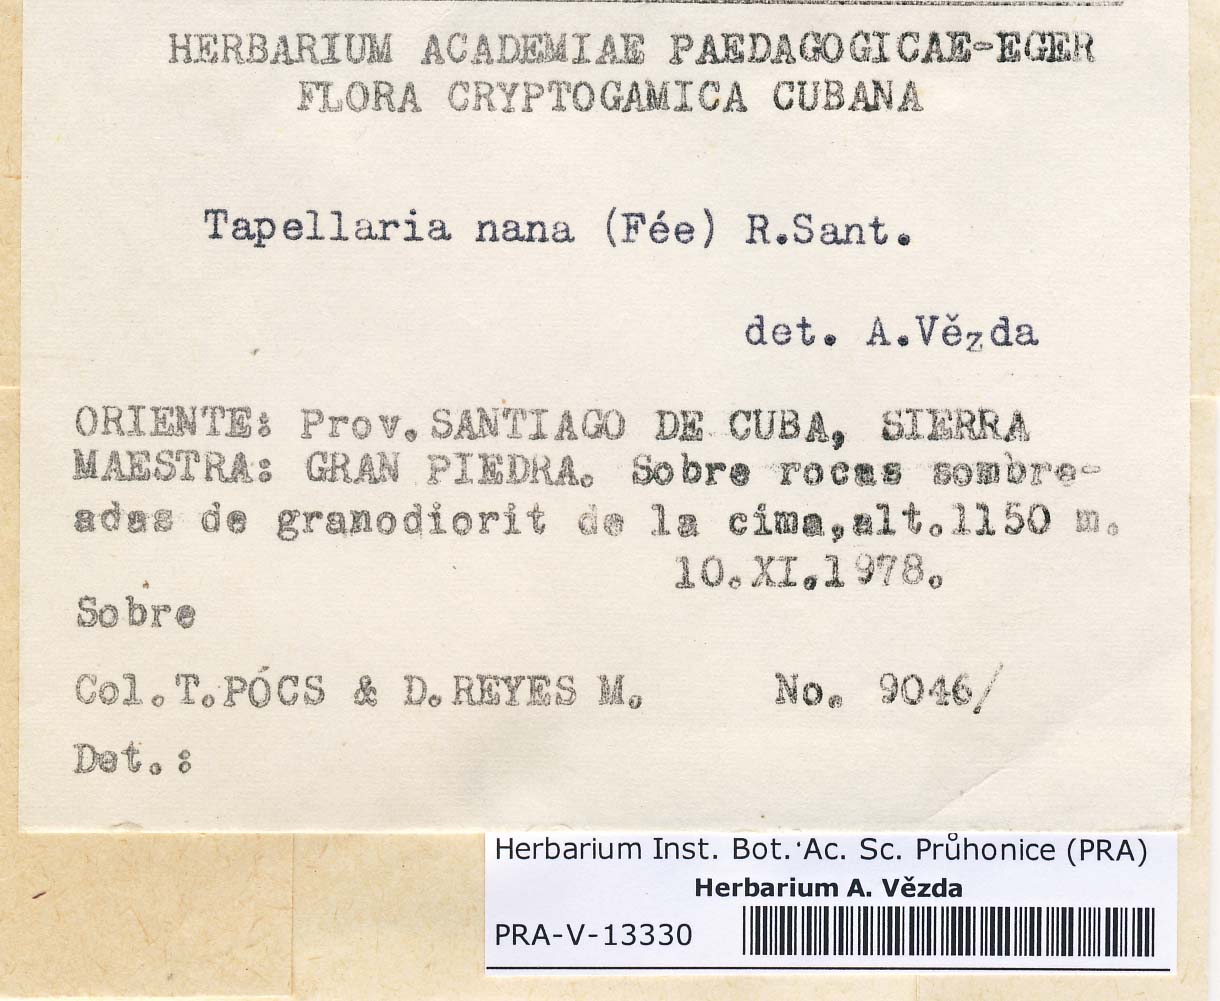 HERBARIUM ACADEMIAE PAEDAGOGICAE-EGER
FLORA CRYPTOGAMICA CUBANA
Tapellaria nana (Fée) R.Sant.
det. A.Vězda
ORIENTE: Prov.SANTIAGO DE CUBA, SIERRA
MAESTRA: GRAN PIEDRA. Sobre rocas sombre-
adas de granodiorit de la cima,alt.1150 m.
10.XI.1978.
Sobre
Col.T.PÓCS & D.REYES M. No. 9046/
Det.:
Herbarium Inst. Bot. Ac. Sc. Průhonice (PRA)
Herbarium A. Vězda
PRA-V-13330